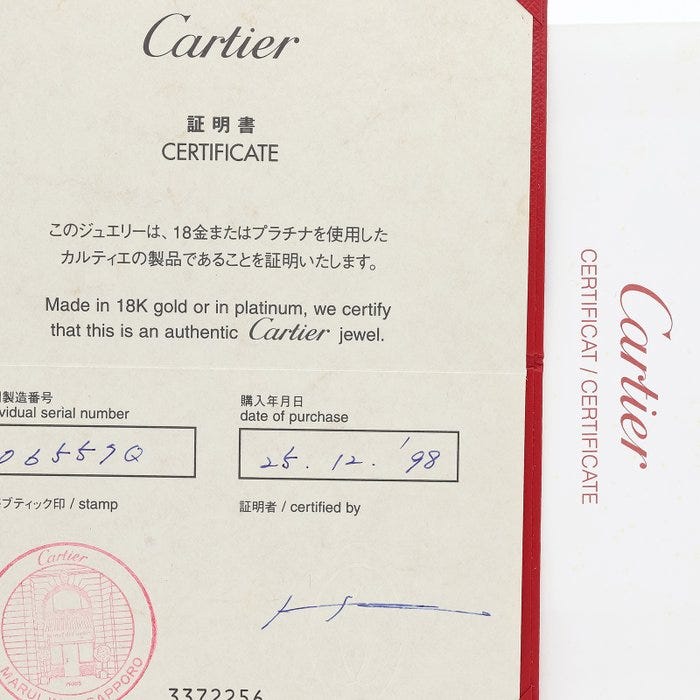 Cartier
証明書
CERTIFICATE
このジュエリーは、18金またはプラチナを使用した
カルティエの製品であることを証明いたします。
Made in 18K gold or in platinum, we certify
that this is an authentic Cartier jewel.
製造番号
vidual serial number
購入年月日
date of purchase
25. 12. '98
ブティック印 / stamp
証明者 / certified by
Cartier
SAPPORO
3372256
Cartier
CERTIFICAT / CERTIFICATE